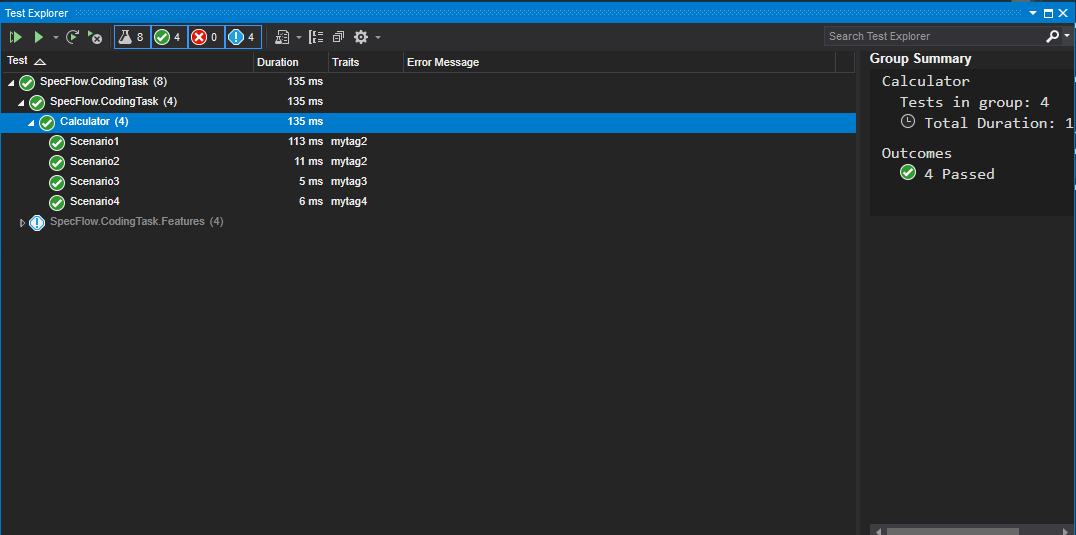 Test Explorer
8 4 0 4
Search Test Explorer
Test Duration Traits Error Message
SpecFlow.CodingTask (8) 135 ms
SpecFlow.CodingTask (4) 135 ms
Calculator (4) 135 ms
Scenario1 113 ms mytag2
Scenario2 11 ms mytag2
Scenario3 5 ms mytag3
Scenario4 6 ms mytag4
SpecFlow.CodingTask.Features (4)
Group Summary
Calculator
Tests in group: 4
Total Duration: 1
Outcomes
4 Passed